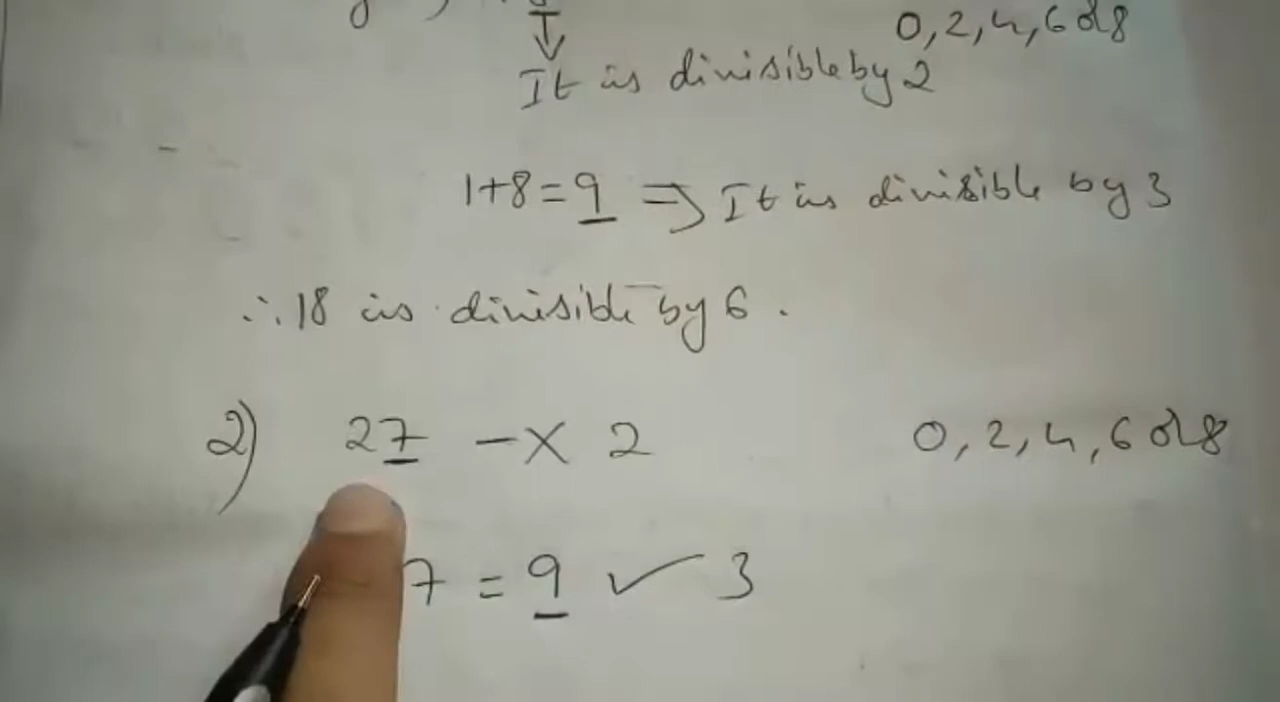 0, 2, 4, 6 or 8
It is divisible by 2
1+8=9 ⇒ It is divisible by 3
∴ 18 is divisible by 6.
2) 27 - X 2 0, 2, 4, 6 or 8
7 = 9 ✓ 3